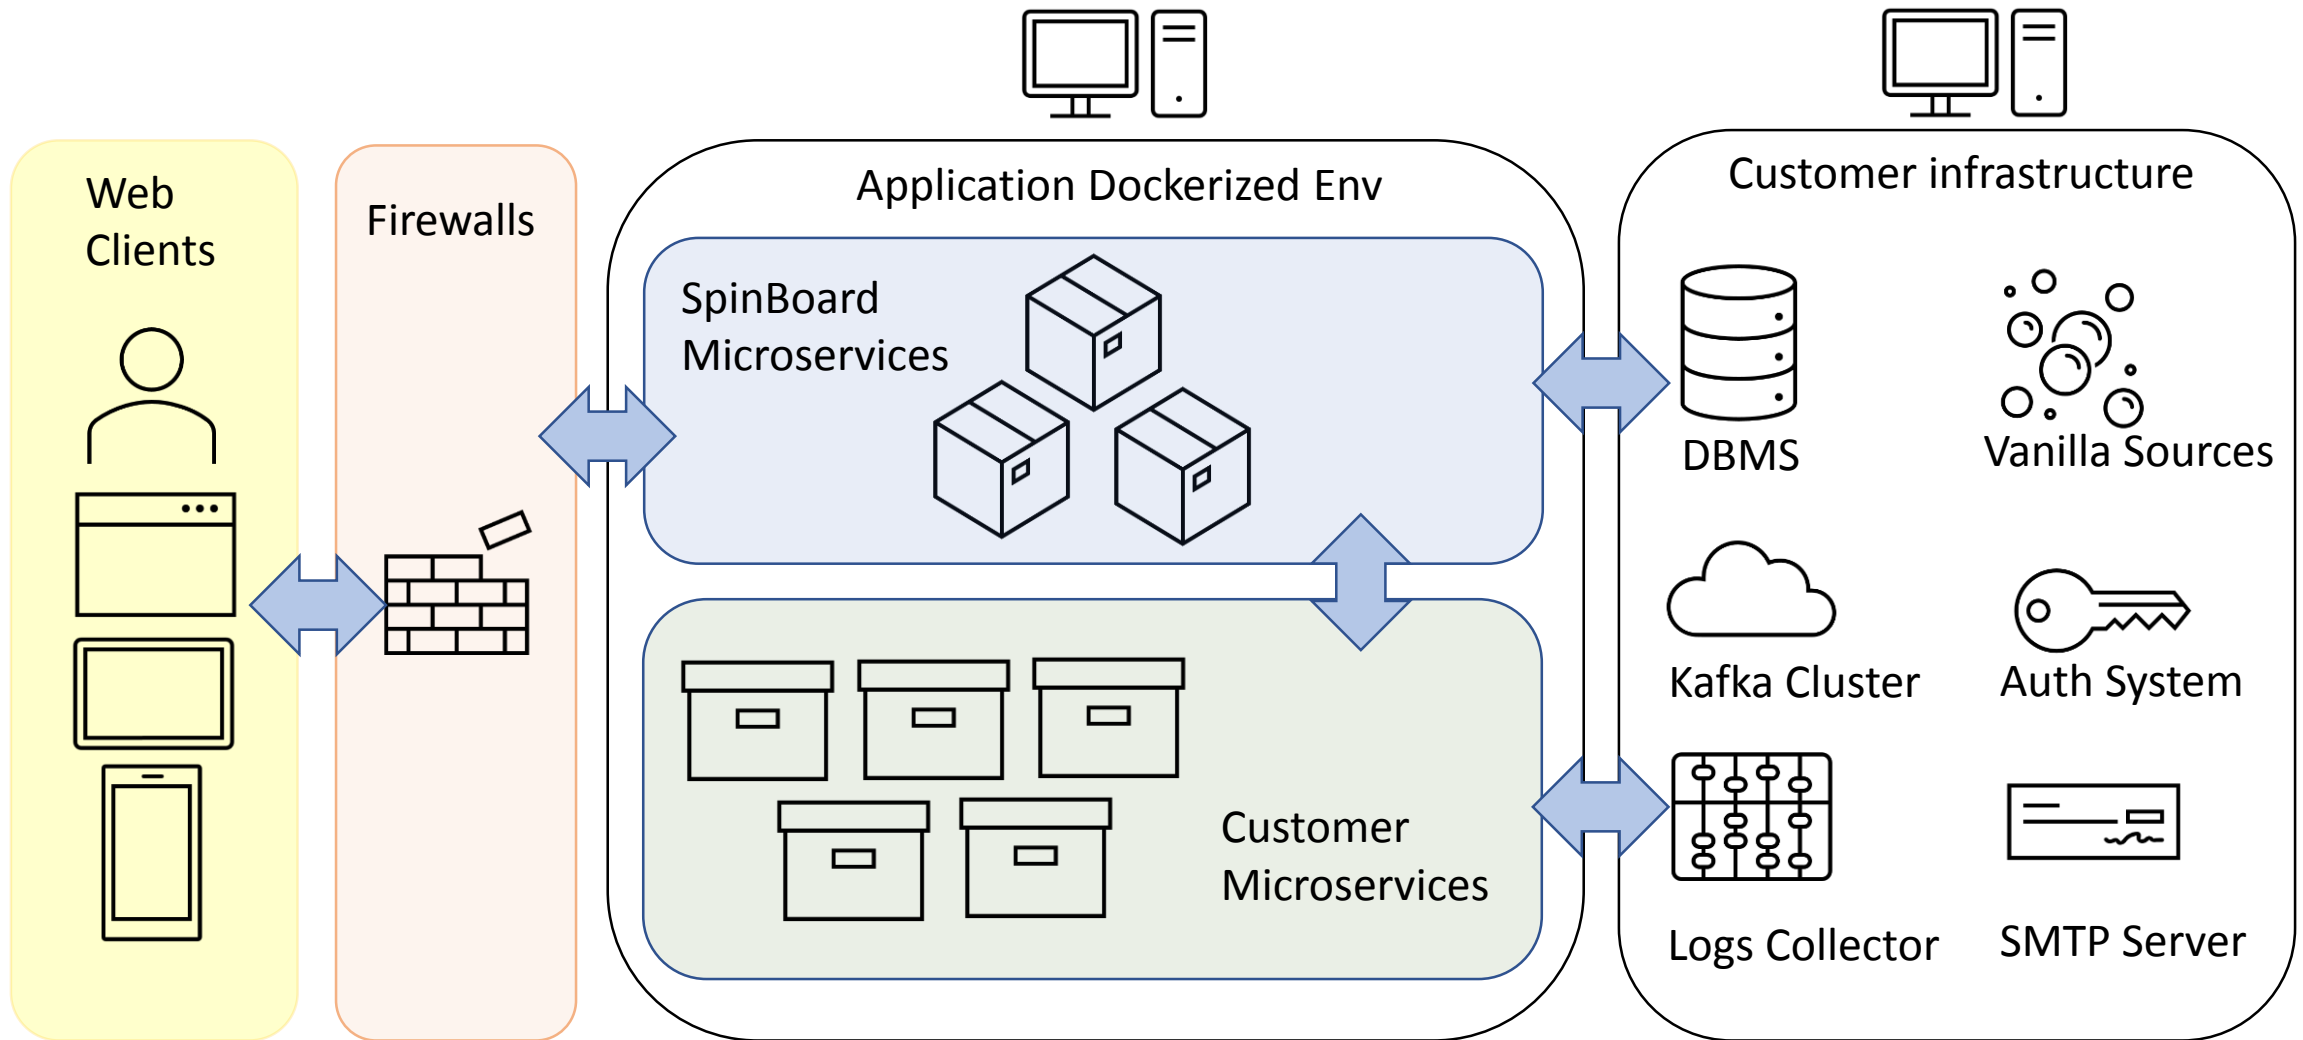 Web
Clients
Firewalls
Application Dockerized Env
SpinBoard
Microservices
Customer
Microservices
Customer infrastructure
DBMS
Vanilla Sources
Kafka Cluster
Auth System
Logs Collector
SMTP Server